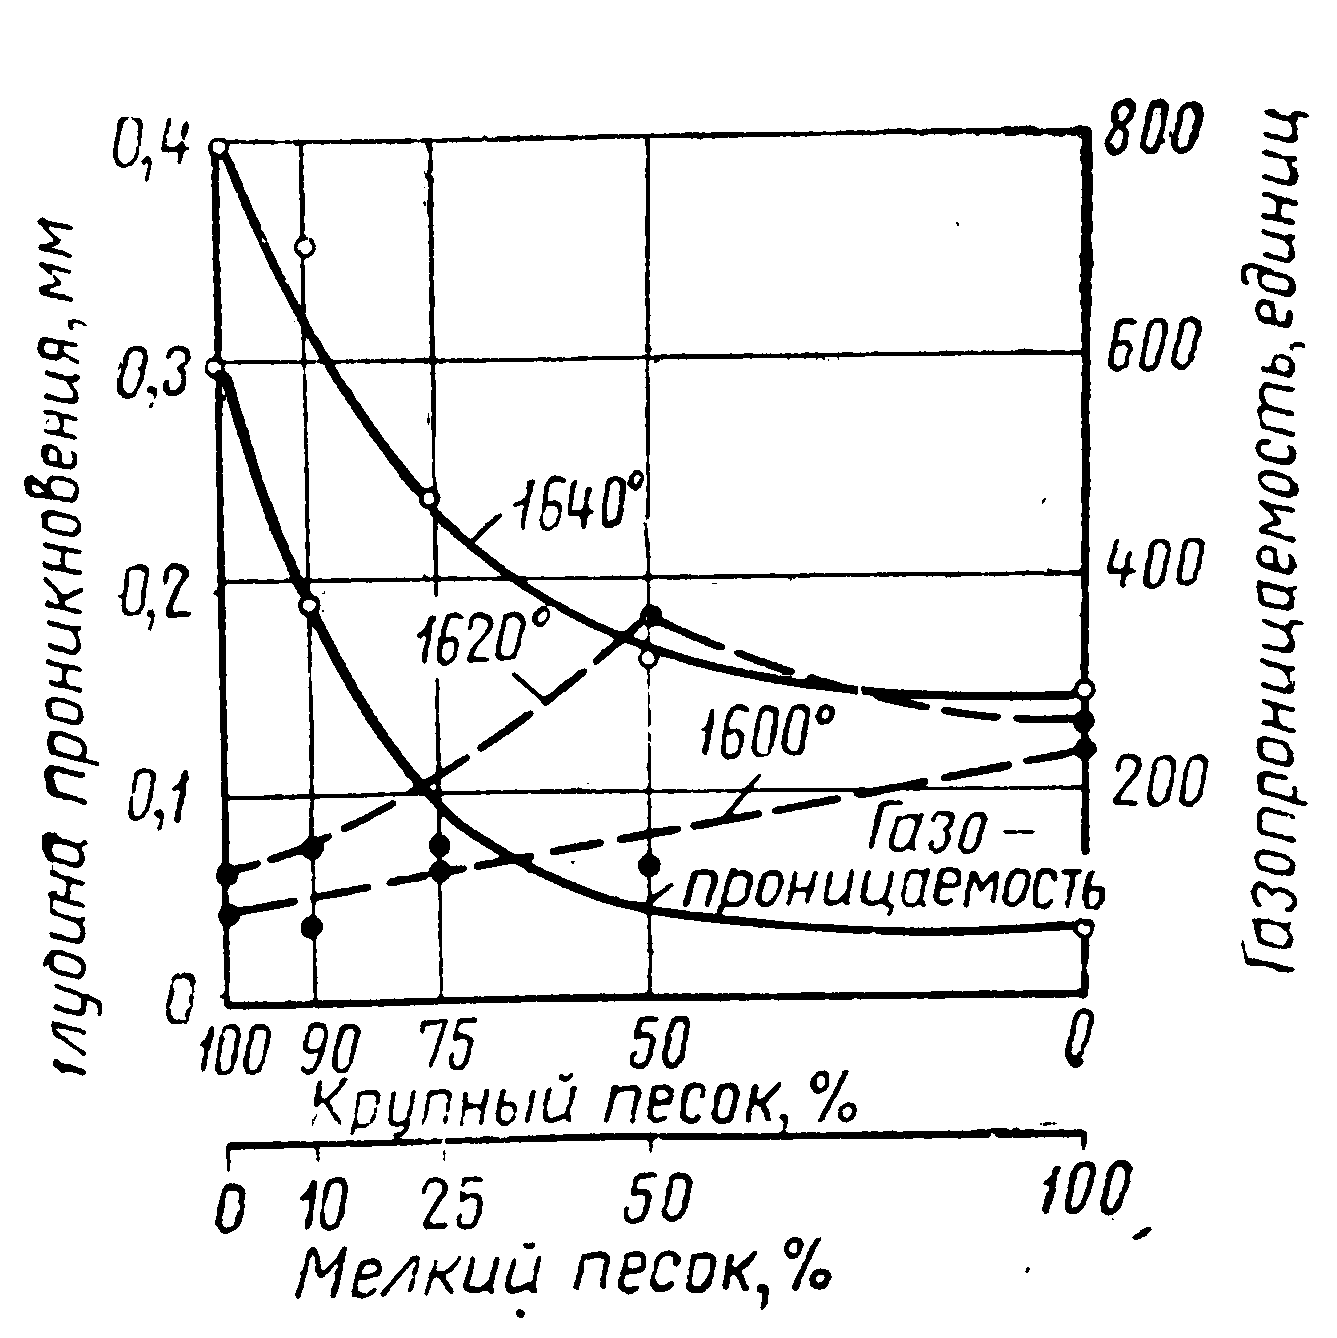 0,4
0,3
0,2
0,1
0
глубина проникновения, мм
800
600
400
200
Газопроницаемость, единиц
1640°
1620°
1600°
Газо-
проницаемость
100 90 75 50 0
Крупный песок, %
0 10 25 50 100
Мелкий песок, %